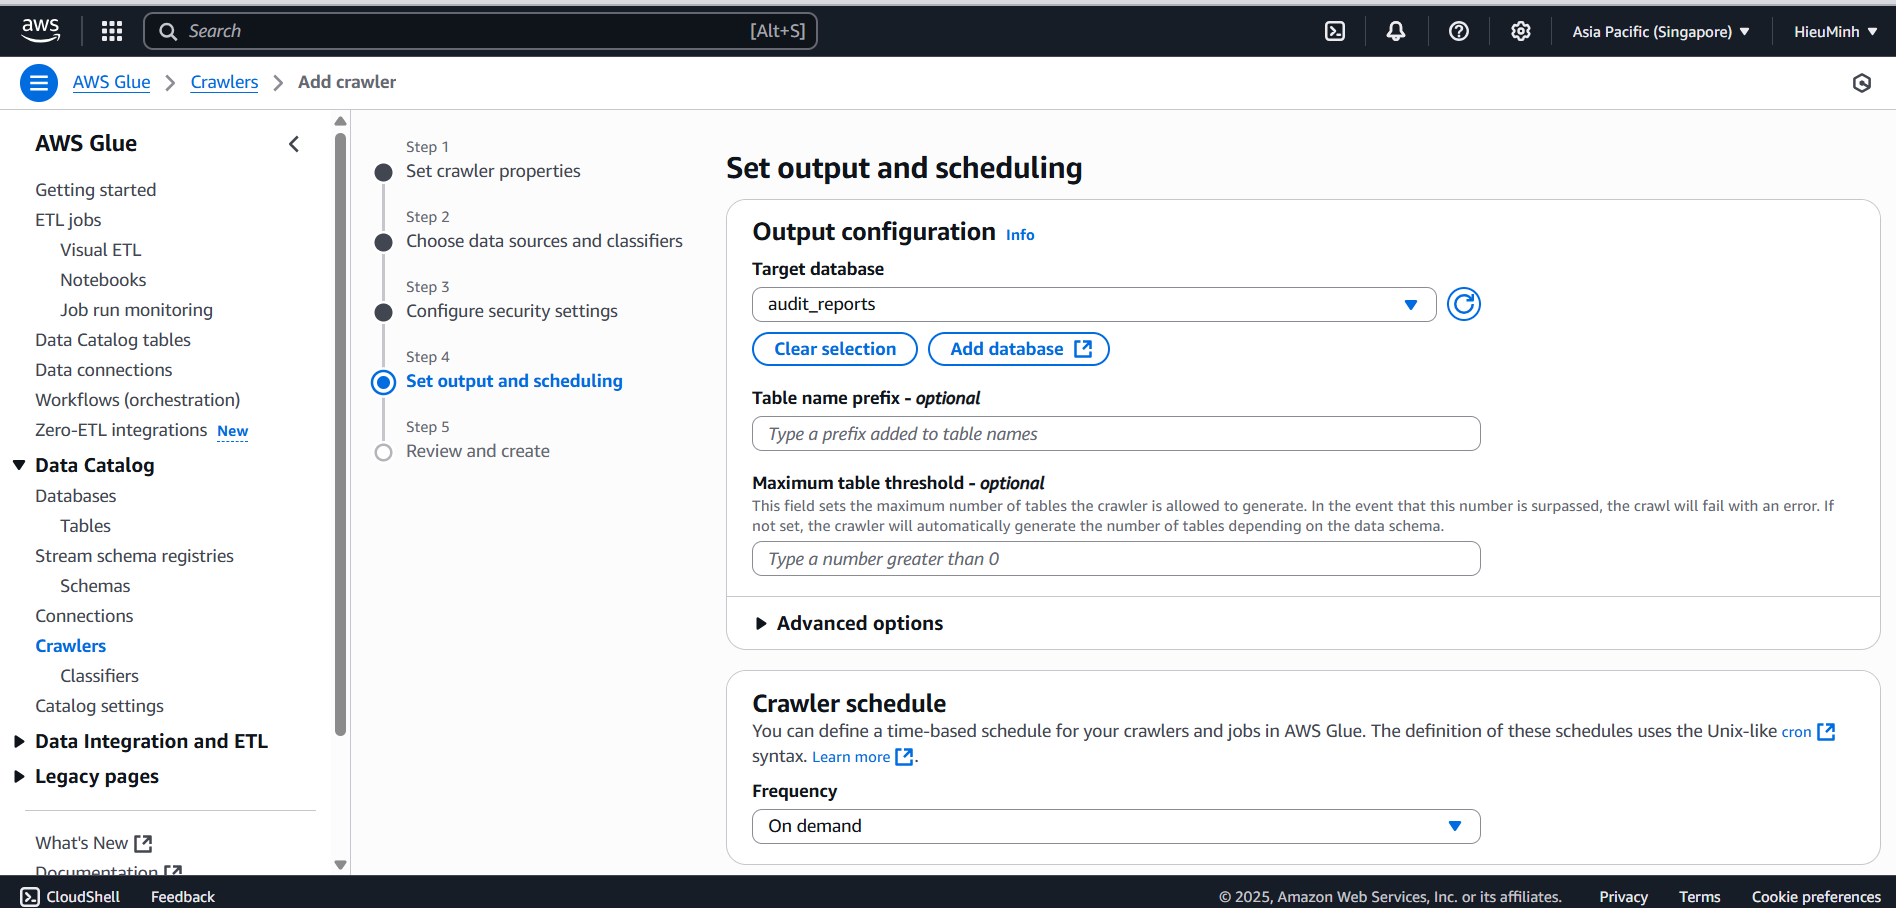 aws
Search
[Alt+S]
Asia Pacific (Singapore)
HieuMinh
AWS Glue
Crawlers
Add crawler
AWS Glue
Getting started
ETL jobs
Visual ETL
Notebooks
Job run monitoring
Data Catalog tables
Data connections
Workflows (orchestration)
Zero-ETL integrations New
Data Catalog
Databases
Tables
Stream schema registries
Schemas
Connections
Crawlers
Classifiers
Catalog settings
Data Integration and ETL
Legacy pages
What's New
Documentation
Step 1
Set crawler properties
Step 2
Choose data sources and classifiers
Step 3
Configure security settings
Step 4
Set output and scheduling
Step 5
Review and create
Set output and scheduling
Output configuration Info
Target database
audit_reports
Clear selection
Add database
Table name prefix - optional
Type a prefix added to table names
Maximum table threshold - optional
This field sets the maximum number of tables the crawler is allowed to generate. In the event that this number is surpassed, the crawl will fail with an error. If
not set, the crawler will automatically generate the number of tables depending on the data schema.
Type a number greater than 0
Advanced options
Crawler schedule
You can define a time-based schedule for your crawlers and jobs in AWS Glue. The definition of these schedules uses the Unix-like cron
syntax. Learn more .
Frequency
On demand
CloudShell
Feedback
© 2025, Amazon Web Services, Inc. or its affiliates.
Privacy
Terms
Cookie preferences